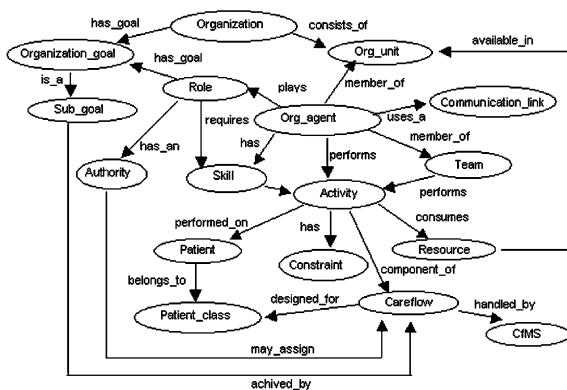 Organization
has_goal
consists_of
Organization_goal
has_goal
Org_unit
available_in
is_a
member_of
Role
plays
Sub_goal
Communication_link
uses_a
requires
Org_agent
has
member_of
has_an
performs
Authority
Skill
Team
Activity
performs
performed_on
has
consumes
Patient
Resource
Constraint
component_of
belongs_to
designed_for
Careflow
handled_by
Patient_class
CfMS
may_assign
achived_by